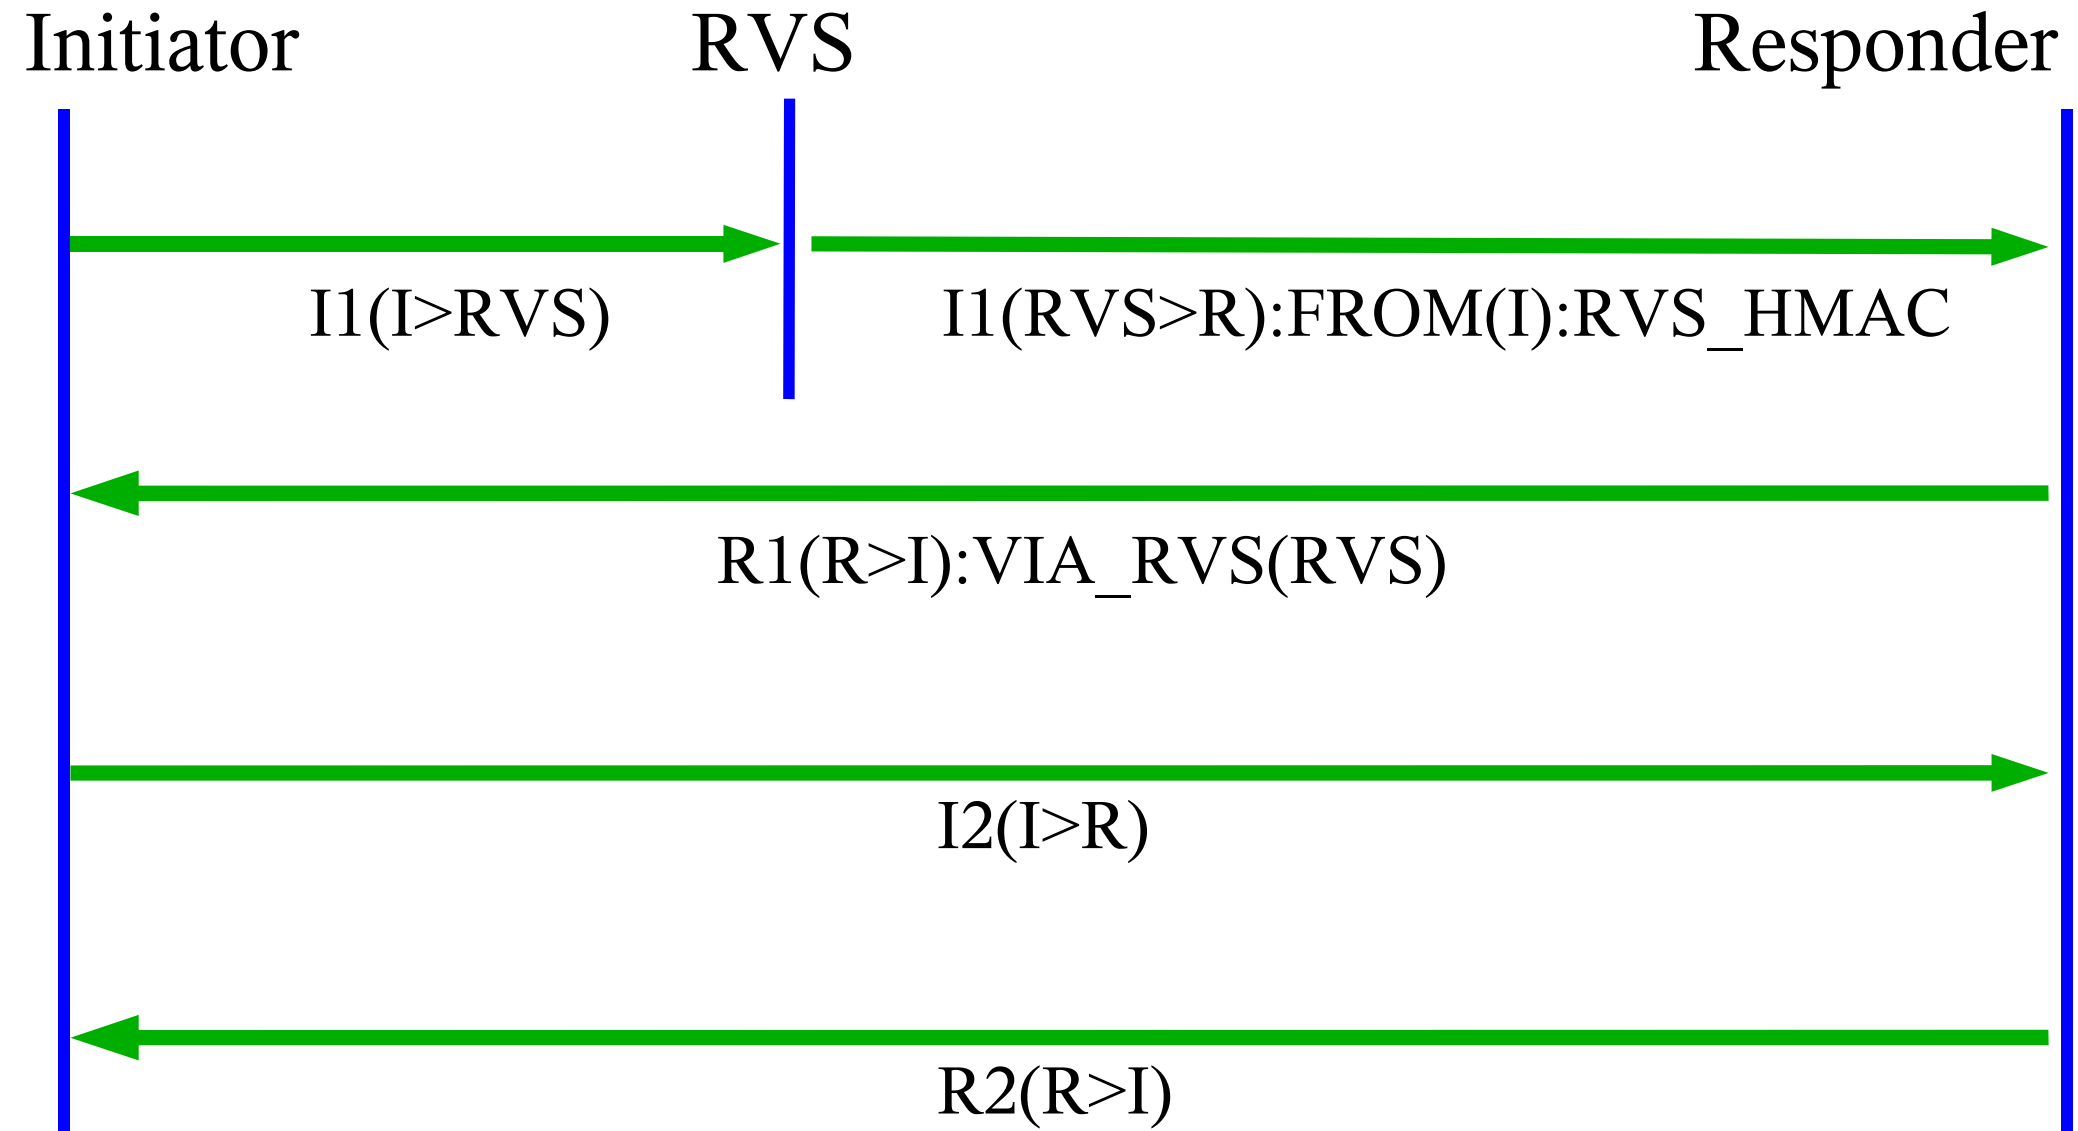 Initiator RVS Responder
I1(I>RVS) I1(RVS>R):FROM(I):RVS_HMAC
R1(R>I):VIA_RVS(RVS)
I2(I>R)
R2(R>I)